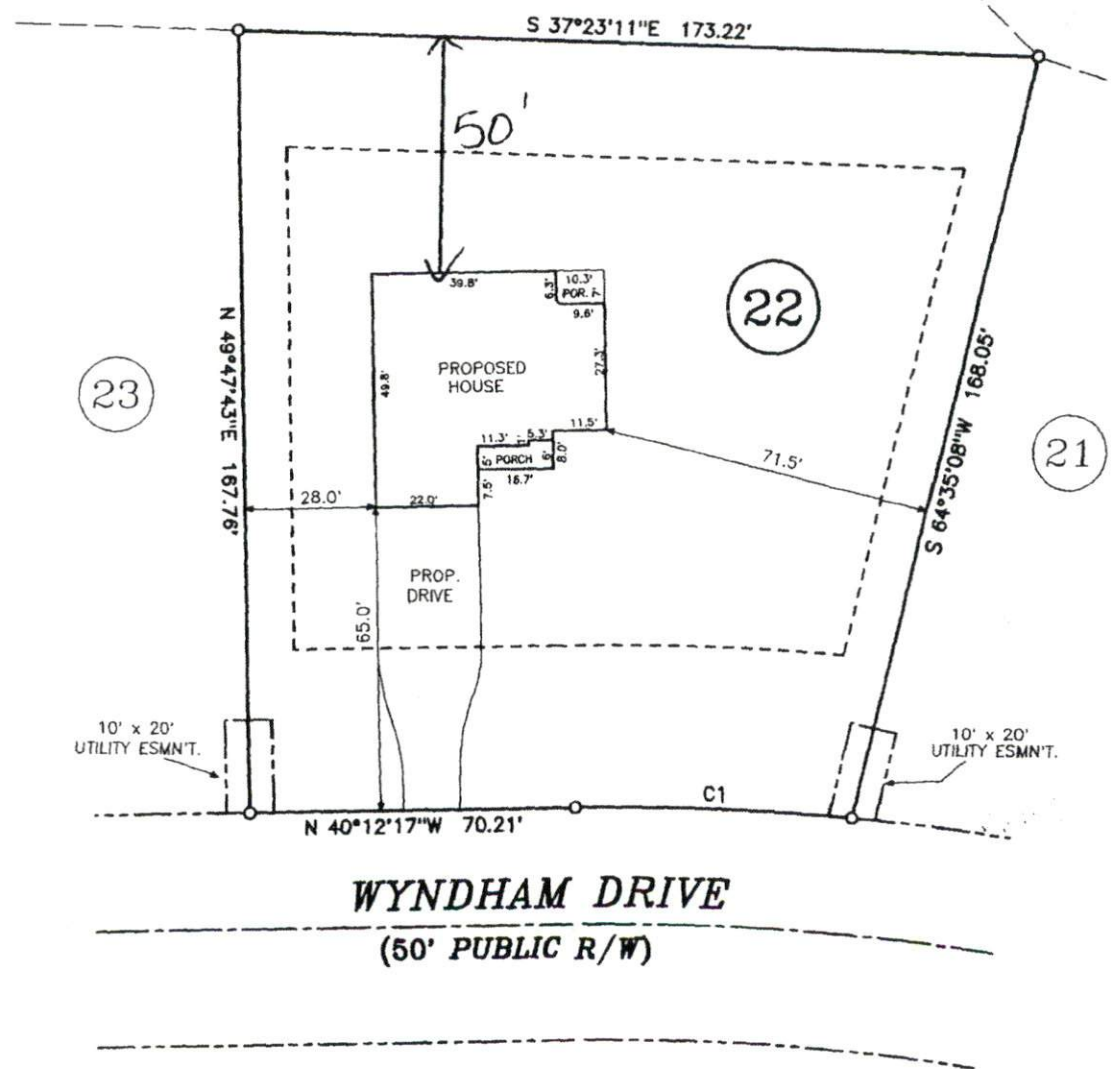 S 37°23'11"E 173.22'
50'
39.8'
6.3'
10.3'
POR.
9.6'
22
N 49°47'43"E 167.76'
23
PROPOSED
HOUSE
49.8'
27.3'
S 64°35'08"W 168.05'
21
11.3'
1'
5.3'
11.5'
5'
PORCH
6'
8.0'
16.7'
7.5'
71.5'
28.0'
22.0'
PROP.
DRIVE
65.0'
10' x 20'
UTILITY ESMN'T.
10' x 20'
UTILITY ESMN'T.
C1
N 40°12'17"W 70.21'
WYNDHAM DRIVE
(50' PUBLIC R/W)